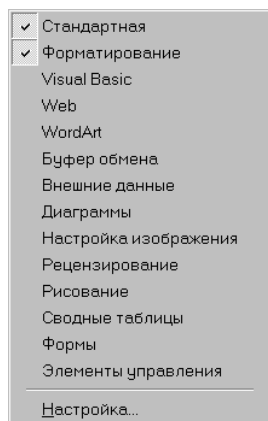 Стандартная
Форматирование
Visual Basic
Web
WordArt
Буфер обмена
Внешние данные
Диаграммы
Настройка изображения
Рецензирование
Рисование
Сводные таблицы
Формы
Элементы управления
Настройка...